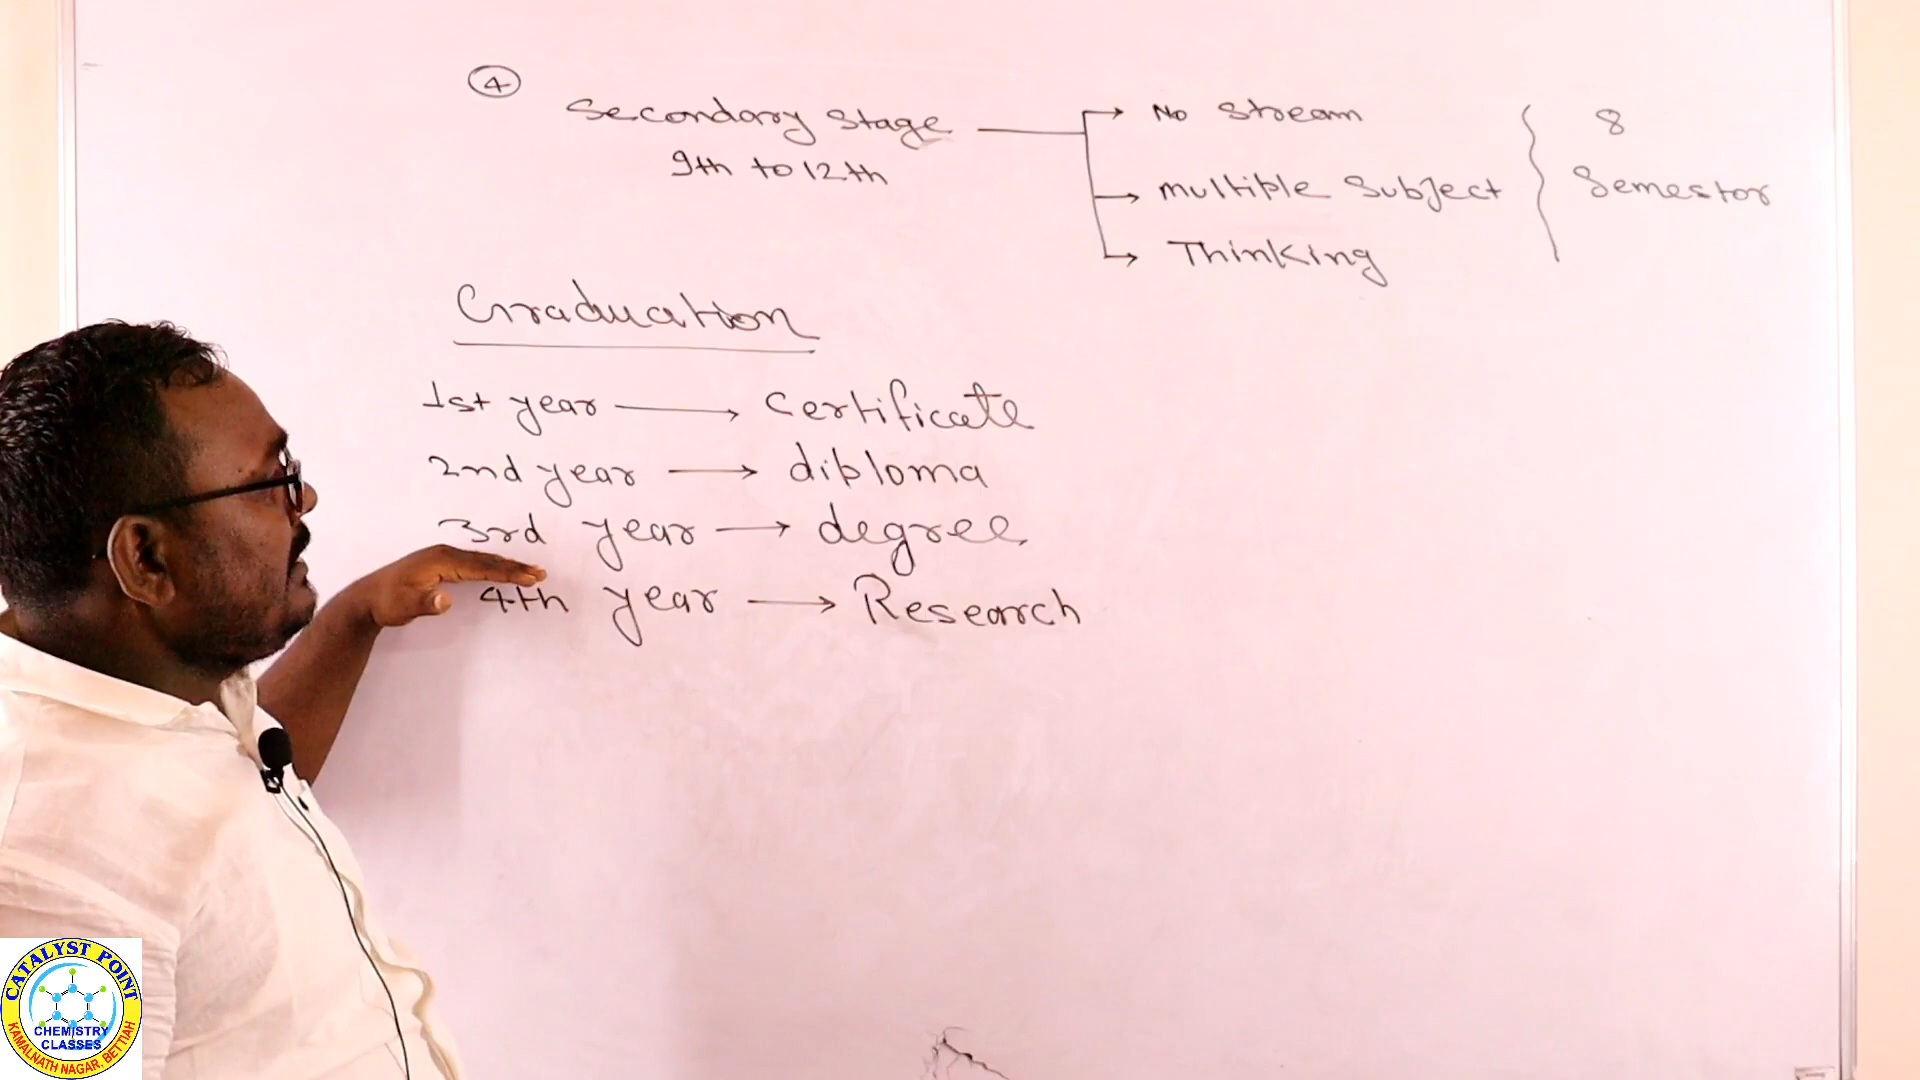 4
Secondary Stage
9th to 12th
No Stream
multiple Subject
Thinking
8
Semestor
Graduation
1st year → Certificate
2nd year → diploma
3rd year → degree
4th year → Research
CATALYST POINT
CHEMISTRY
CLASSES
KAMALNATH NAGAR, BETTIAH